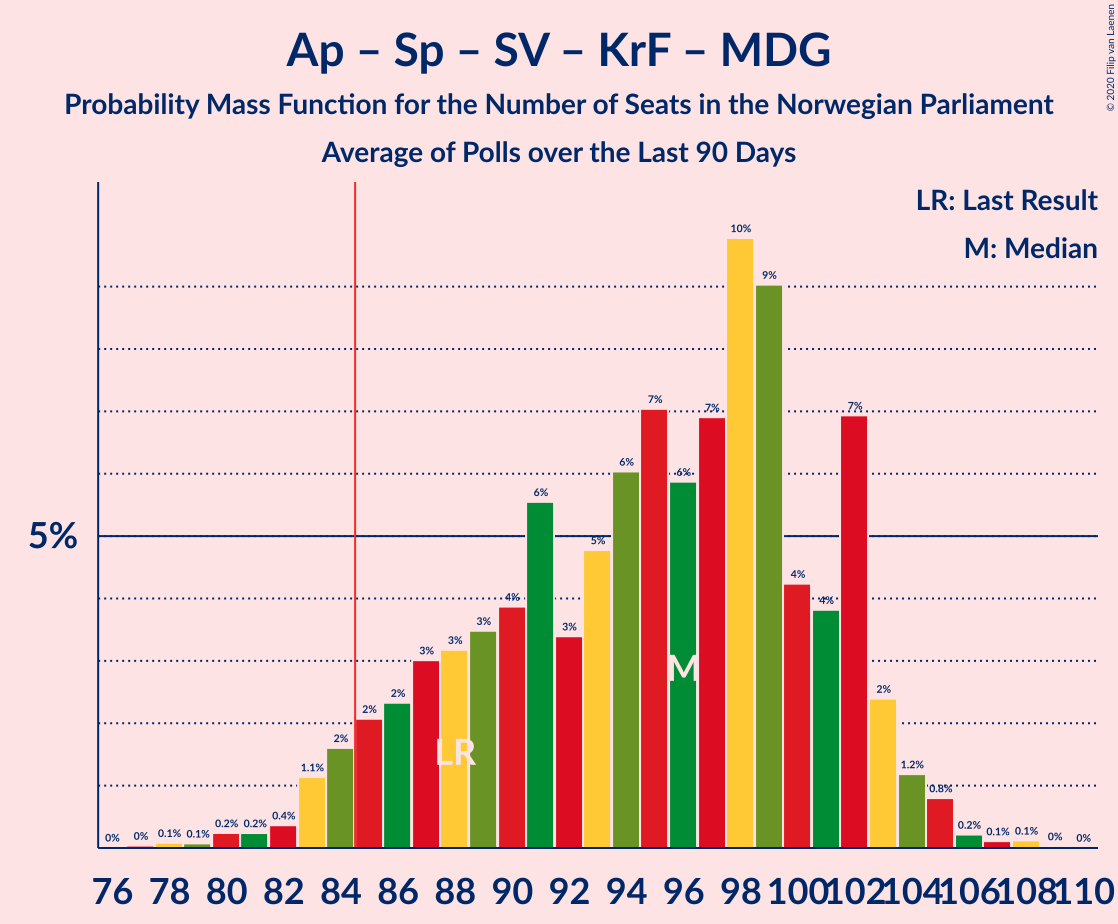 Ap – Sp – SV – KrF – MDG
Probability Mass Function for the Number of Seats in the Norwegian Parliament
Average of Polls over the Last 90 Days
© 2020 Filip van Laenen
LR: Last Result
M: Median
5%
0% 0% 0.1% 0.1% 0.2% 0.2% 0.4% 1.1% 2% 2% 2% 3% 3% 3% 4% 6% 3% 5% 6% 7% 6% 7% 10% 9% 4% 4% 7% 2% 1.2% 0.8% 0.2% 0.1% 0.1% 0% 0%
M
LR
76 78 80 82 84 86 88 90 92 94 96 98 100 102 104 106 108 110